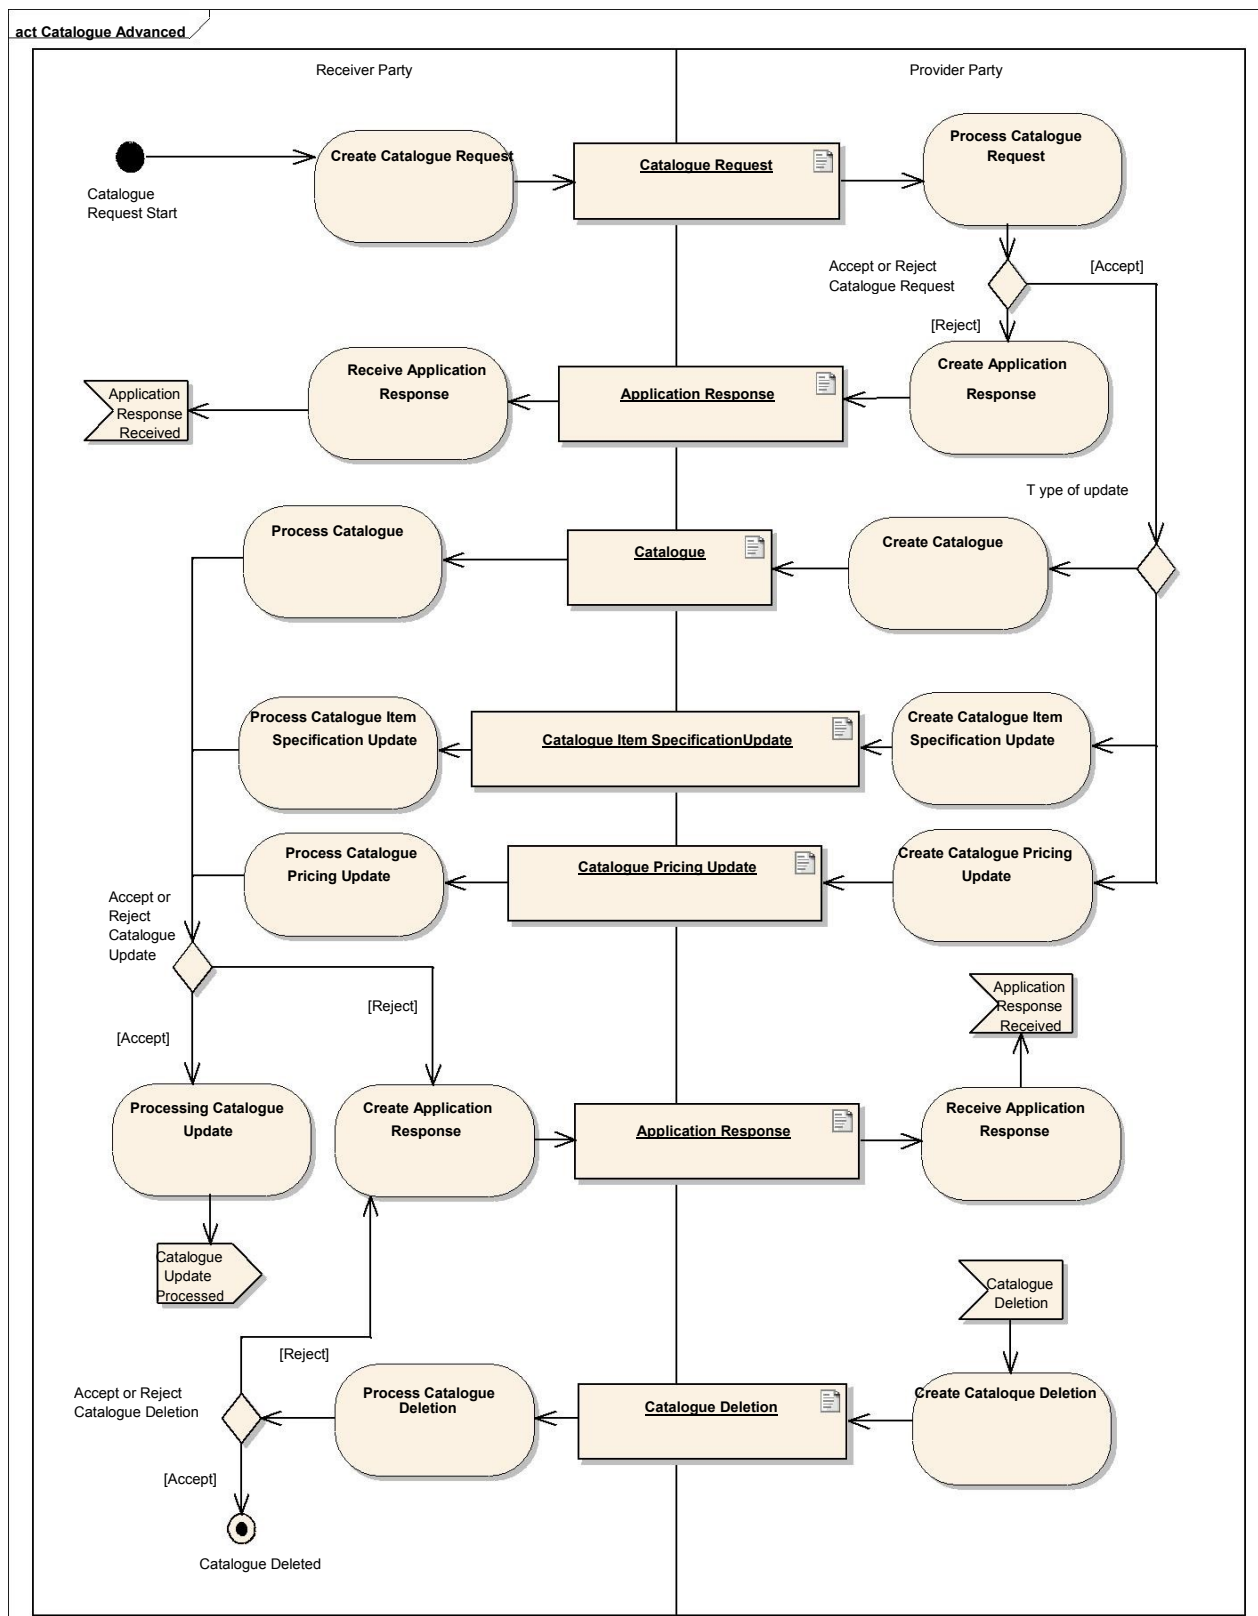 act Catalogue Advanced
Receiver Party
Provider Party
Create Catalogue Request
Catalogue Request
Process Catalogue
Request
Catalogue
Request Start
Accept or Reject
Catalogue Request
[Accept]
[Reject]
Application
Response
Received
Receive Application
Response
Application Response
Create Application
Response
T ype of update
Process Catalogue
Catalogue
Create Catalogue
Process Catalogue Item
Specification Update
Catalogue Item SpecificationUpdate
Create Catalogue Item
Specification Update
Process Catalogue
Pricing Update
Catalogue Pricing Update
Create Catalogue Pricing
Update
Accept or
Reject
Catalogue
Update
[Reject]
[Accept]
Application
Response
Received
Processing Catalogue
Update
Create Application
Response
Application Response
Receive Application
Response
Catalogue
Update
Processed
Catalogue
Deletion
[Reject]
Accept or Reject
Catalogue Deletion
Process Catalogue
Deletion
Catalogue Deletion
Create Cataloque Deletion
[Accept]
Catalogue Deleted